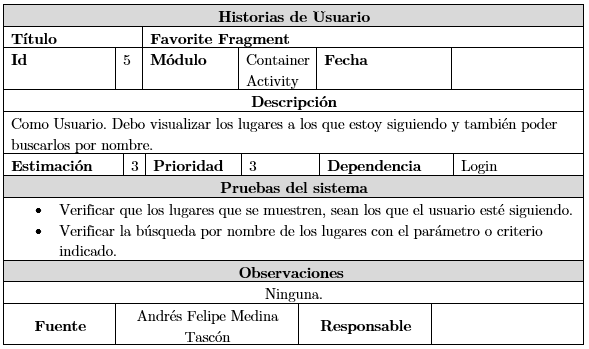 Historias de Usuario
Título Favorite Fragment
Id 5 Módulo Container Activity Fecha
Descripción
Como Usuario. Debo visualizar los lugares a los que estoy siguiendo y también poder
buscarlos por nombre.
Estimación 3 Prioridad 3 Dependencia Login
Pruebas del sistema
• Verificar que los lugares que se muestren, sean los que el usuario esté siguiendo.
• Verificar la búsqueda por nombre de los lugares con el parámetro o criterio
indicado.
Observaciones
Ninguna.
Fuente Andrés Felipe Medina Tascón Responsable